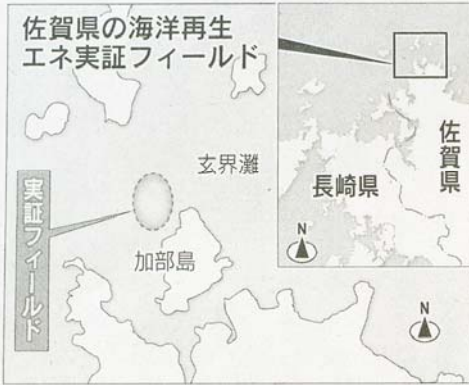 佐賀県の海洋再生
エネ実証フィールド
玄界灘
実証フィールド
加部島
N
佐賀県
長崎県
N